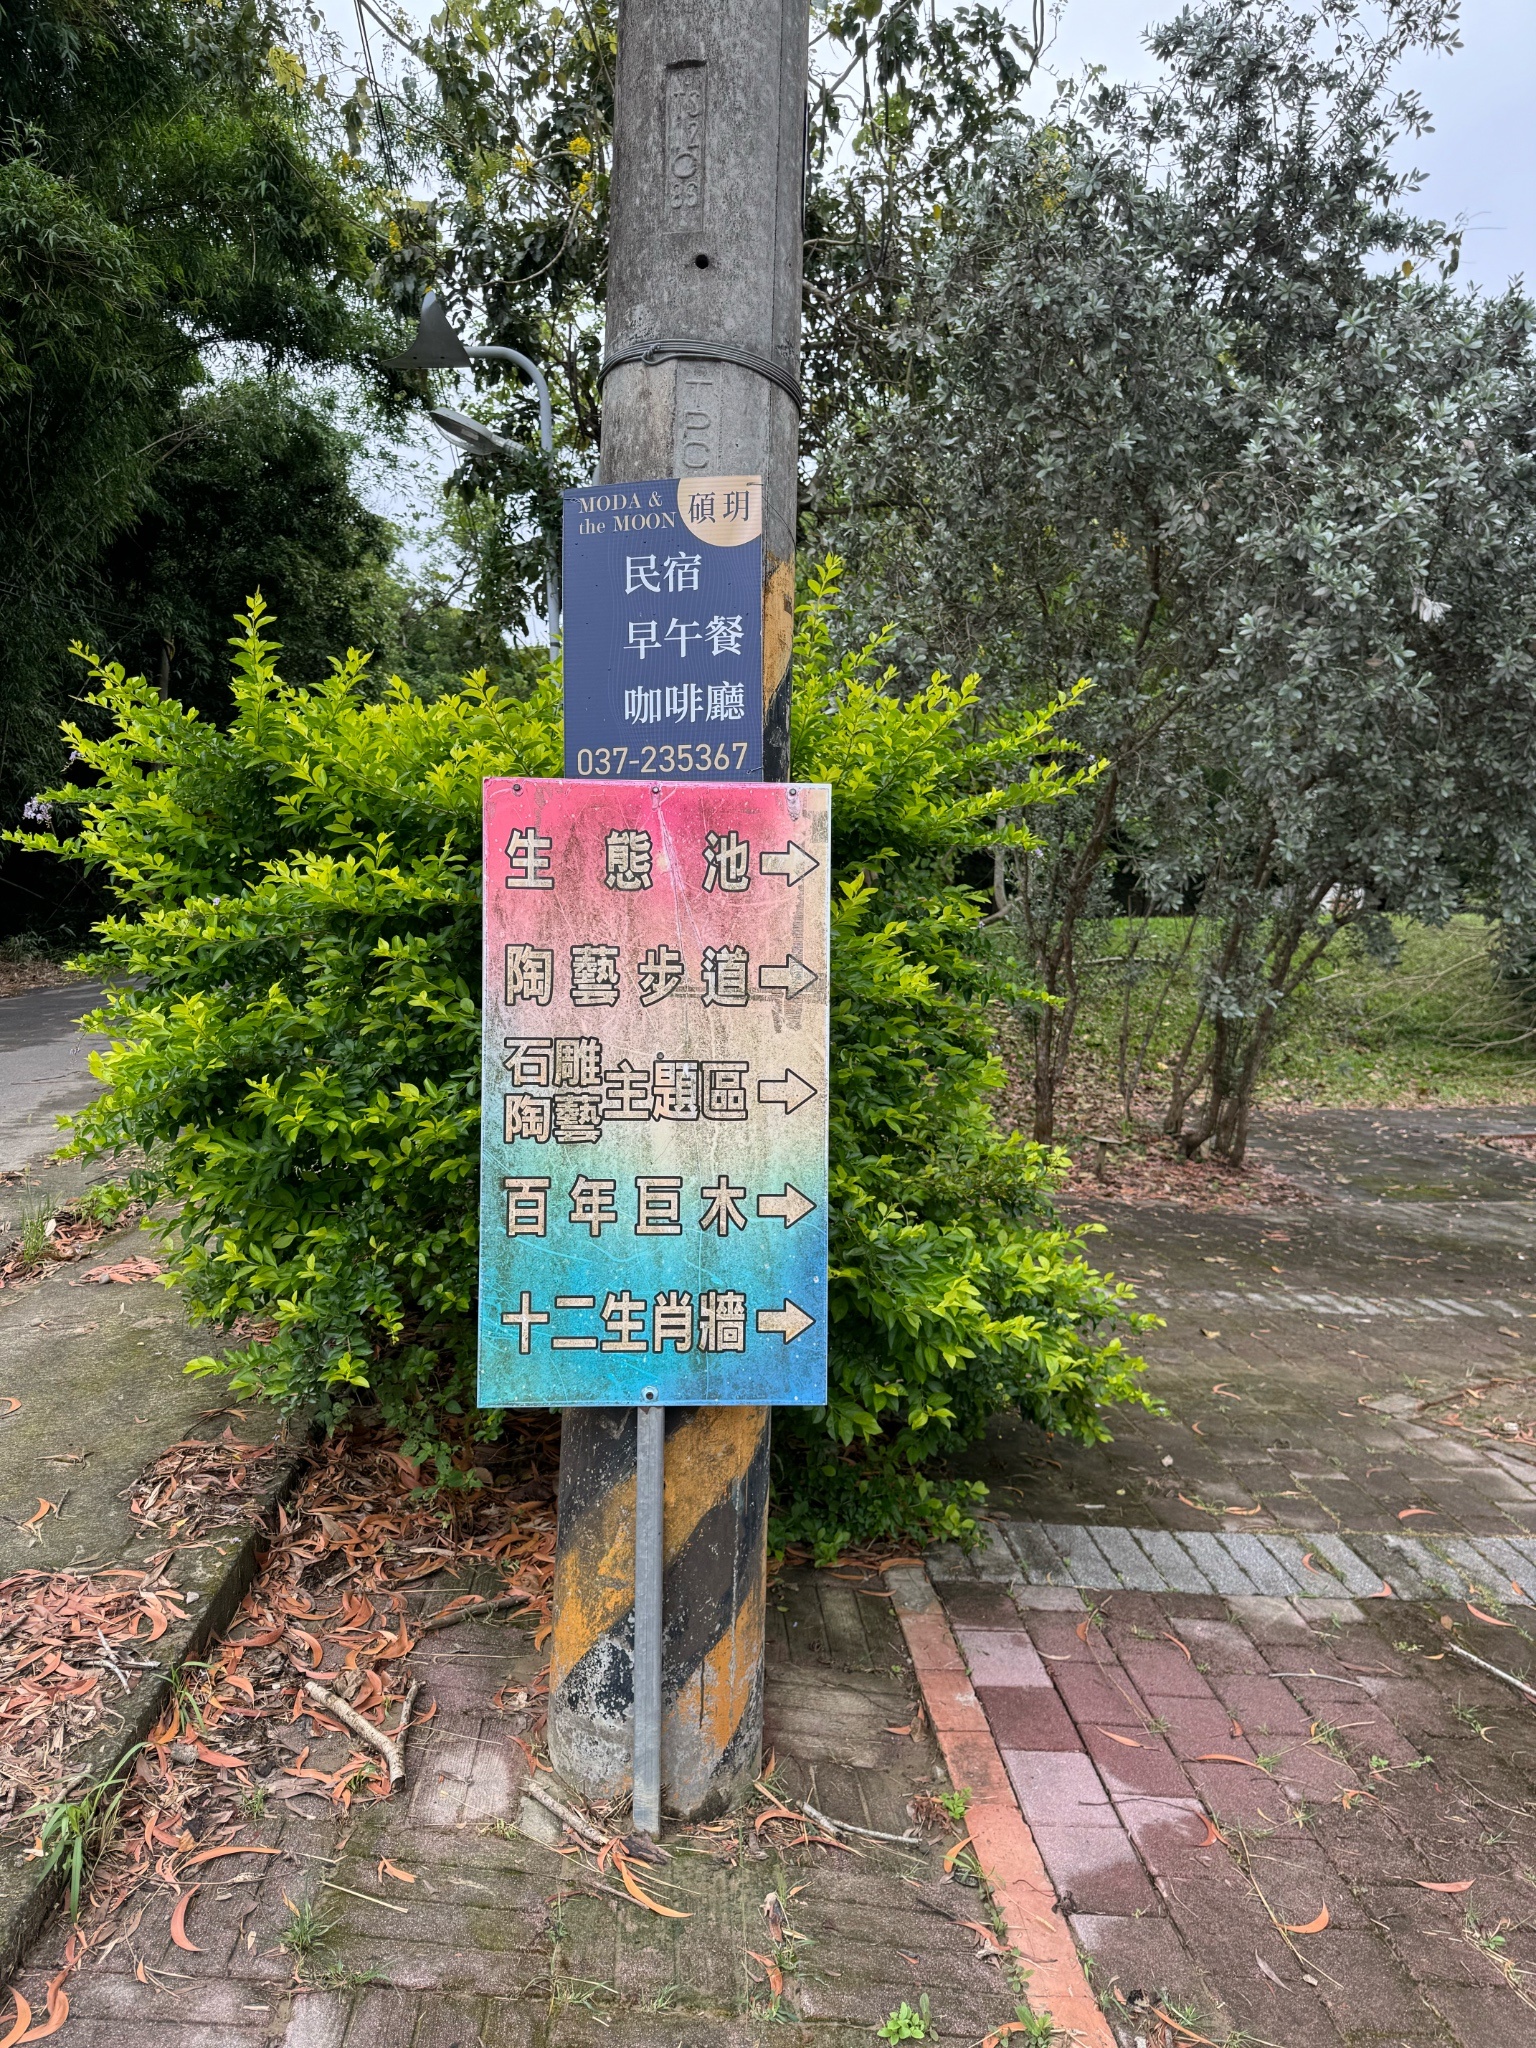 MODA &
the MOON
碩玥
民宿
早午餐
咖啡廳
037-235367
生態池→
陶藝步道→
石雕
陶藝
主題區→
百年巨木→
十二生肖牆→